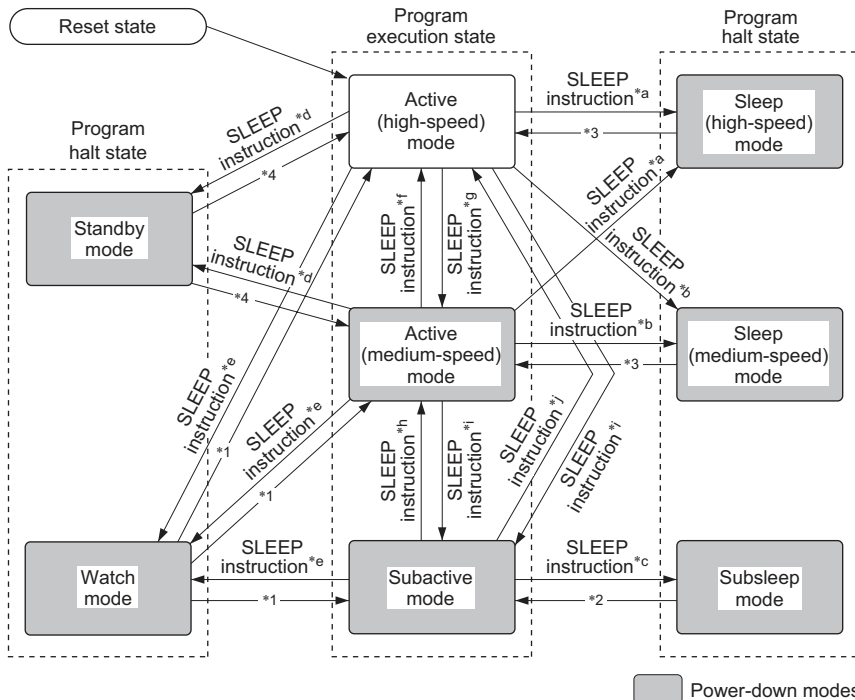 Reset state
Program
execution state
Program
halt state
Program
halt state
Active
(high-speed)
mode
SLEEP
instruction*a
*3
Sleep
(high-speed)
mode
SLEEP
instruction*d
*4
Standby
mode
SLEEP
instruction*d
*4
SLEEP
instruction*f
SLEEP
instruction*g
SLEEP
instruction*a
SLEEP
instruction*b
Active
(medium-speed)
mode
SLEEP
instruction*b
*3
Sleep
(medium-speed)
mode
SLEEP
instruction*e
*1
SLEEP
instruction*e
*1
SLEEP
instruction*h
SLEEP
instruction*i
SLEEP
instruction*j
SLEEP
instruction*i
Watch
mode
SLEEP
instruction*e
*1
Subactive
mode
SLEEP
instruction*c
*2
Subsleep
mode
Power-down modes